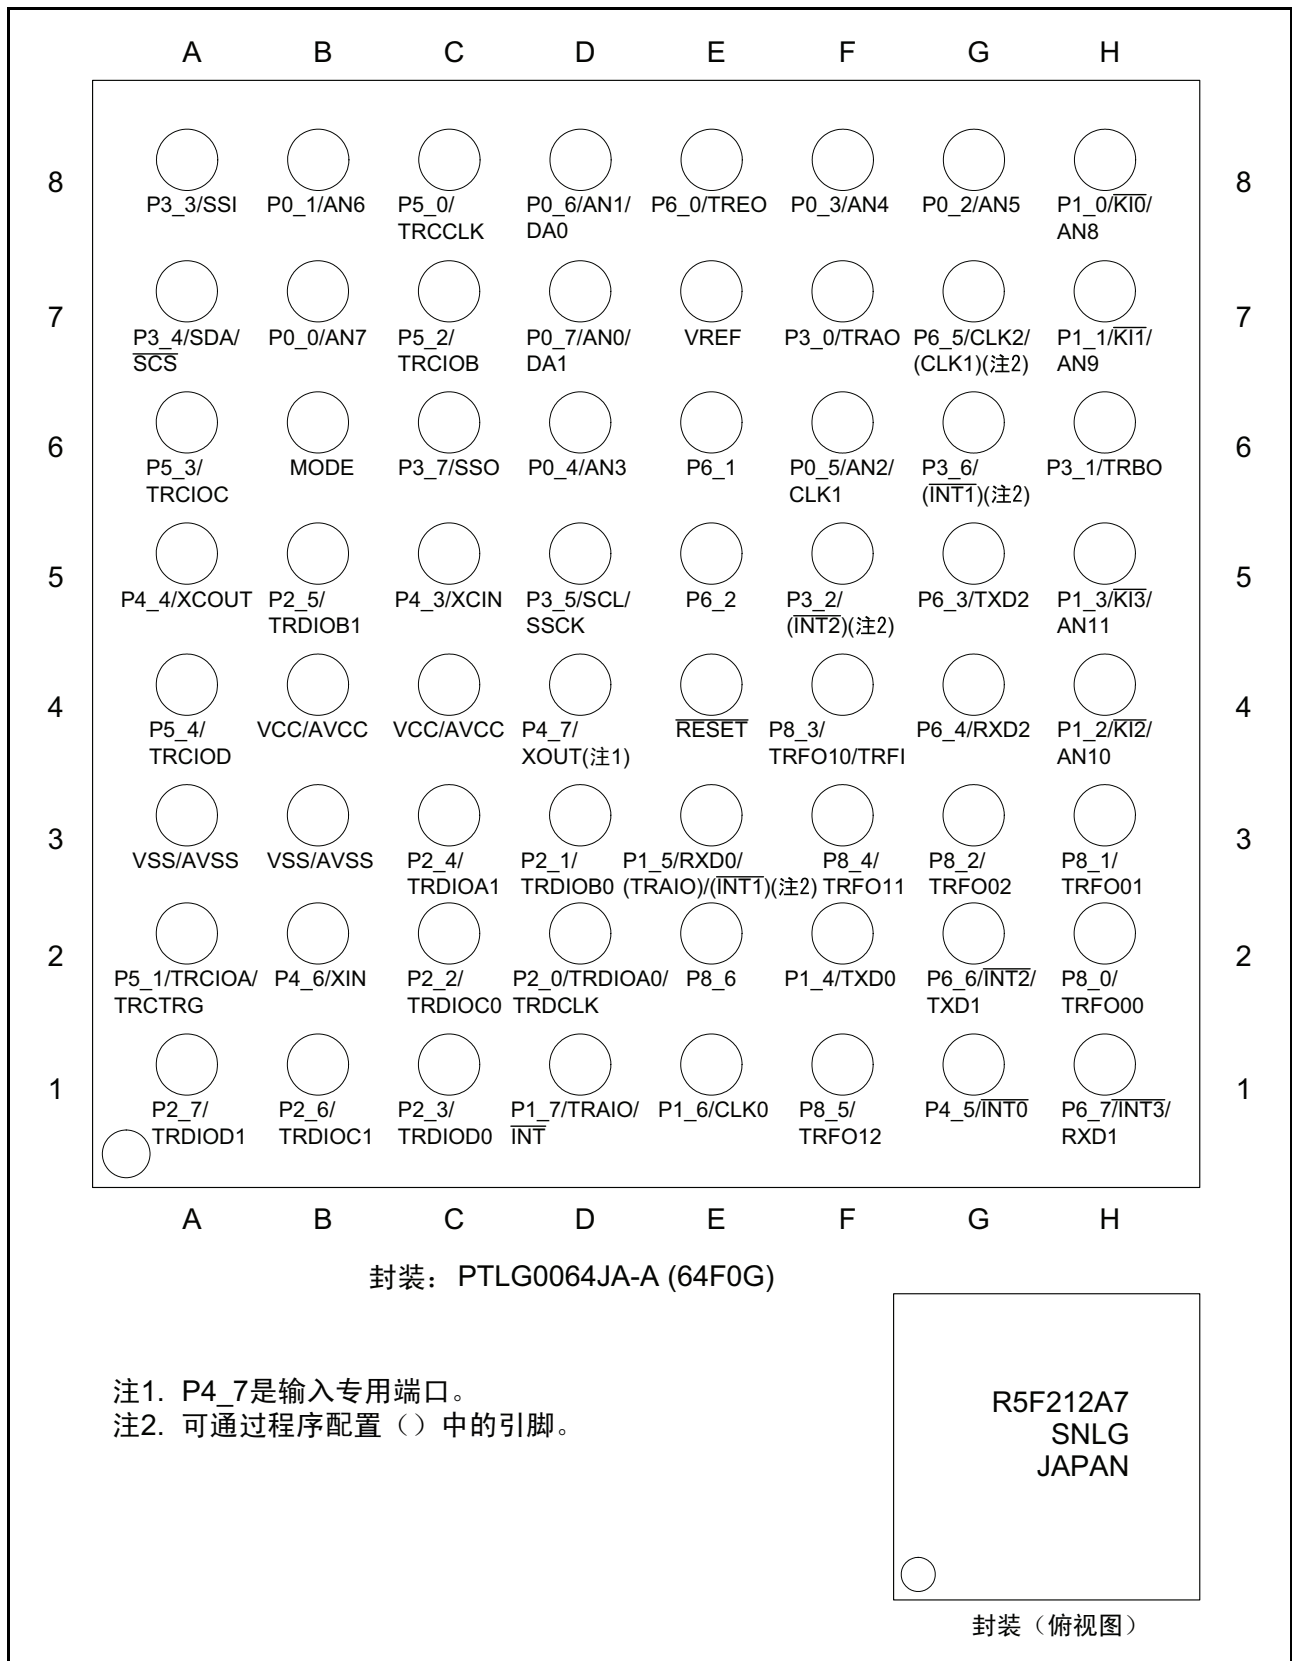 A B C D E F G H
8 8
P3_3/SSI P0_1/AN6 P5_0/ P0_6/AN1/ P6_0/TREO P0_3/AN4 P0_2/AN5 P1_0/KI0/
TRCCLK DA0 AN8
7 7
P3_4/SDA/ P0_0/AN7 P5_2/ P0_7/AN0/ VREF P3_0/TRAO P6_5/CLK2/ P1_1/KI1/
SCS TRCIOB DA1 (CLK1)(注2) AN9
6 6
P5_3/ MODE P3_7/SSO P0_4/AN3 P6_1 P0_5/AN2/ P3_6/ P3_1/TRBO
TRCIOC CLK1 (INT1)(注2)
5 5
P4_4/XCOUT P2_5/ P4_3/XCIN P3_5/SCL/ P6_2 P3_2/ P6_3/TXD2 P1_3/KI3/
TRDIOB1 SSCK (INT2)(注2) AN11
4 4
P5_4/ VCC/AVCC VCC/AVCC P4_7/ RESET P8_3/ P6_4/RXD2 P1_2/KI2/
TRCIOD XOUT(注1) TRFO10/TRFI AN10
3 3
VSS/AVSS VSS/AVSS P2_4/ P2_1/ P1_5/RXD0/ P8_4/ P8_2/ P8_1/
TRDIOA1 TRDIOB0 (TRAIO)/(INT1)(注2) TRFO11 TRFO02 TRFO01
2 2
P5_1/TRCIOA/ P4_6/XIN P2_2/ P2_0/TRDIOA0/ P8_6 P1_4/TXD0 P6_6/INT2/ P8_0/
TRCTRG TRDIOC0 TRDCLK TXD1 TRFO00
1 1
P2_7/ P2_6/ P2_3/ P1_7/TRAIO/ P1_6/CLK0 P8_5/ P4_5/INT0 P6_7/INT3/
TRDIOD1 TRDIOC1 TRDIOD0 INT TRFO12 RXD1
A B C D E F G H
封装：PTLG0064JA-A (64F0G)
注1. P4_7是输入专用端口。
注2. 可通过程序配置（）中的引脚。
R5F212A7
SNLG
JAPAN
封装（俯视图）